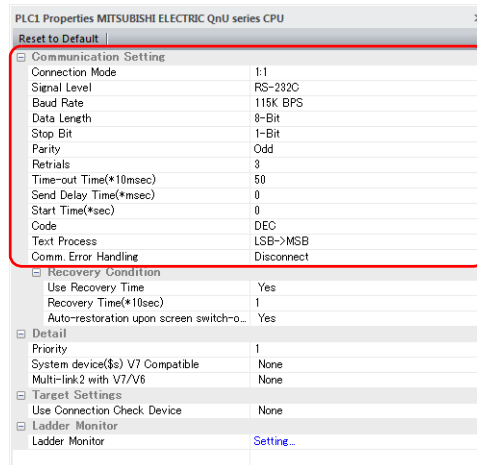 PLC1 Properties MITSUBISHI ELECTRIC QnU series CPU
Reset to Default
Communication Setting
Connection Mode 1:1
Signal Level RS-232C
Baud Rate 115K BPS
Data Length 8-Bit
Stop Bit 1-Bit
Parity Odd
Retrials 3
Time-out Time(*10msec) 50
Send Delay Time(*msec) 0
Start Time(*sec) 0
Code DEC
Text Process LSB->MSB
Comm. Error Handling Disconnect
Recovery Condition
Use Recovery Time Yes
Recovery Time(*10sec) 1
Auto-restoration upon screen switch-o... Yes
Detail
Priority 1
System device($s) V7 Compatible None
Multi-link2 with V7/V6 None
Target Settings
Use Connection Check Device None
Ladder Monitor
Ladder Monitor Setting...